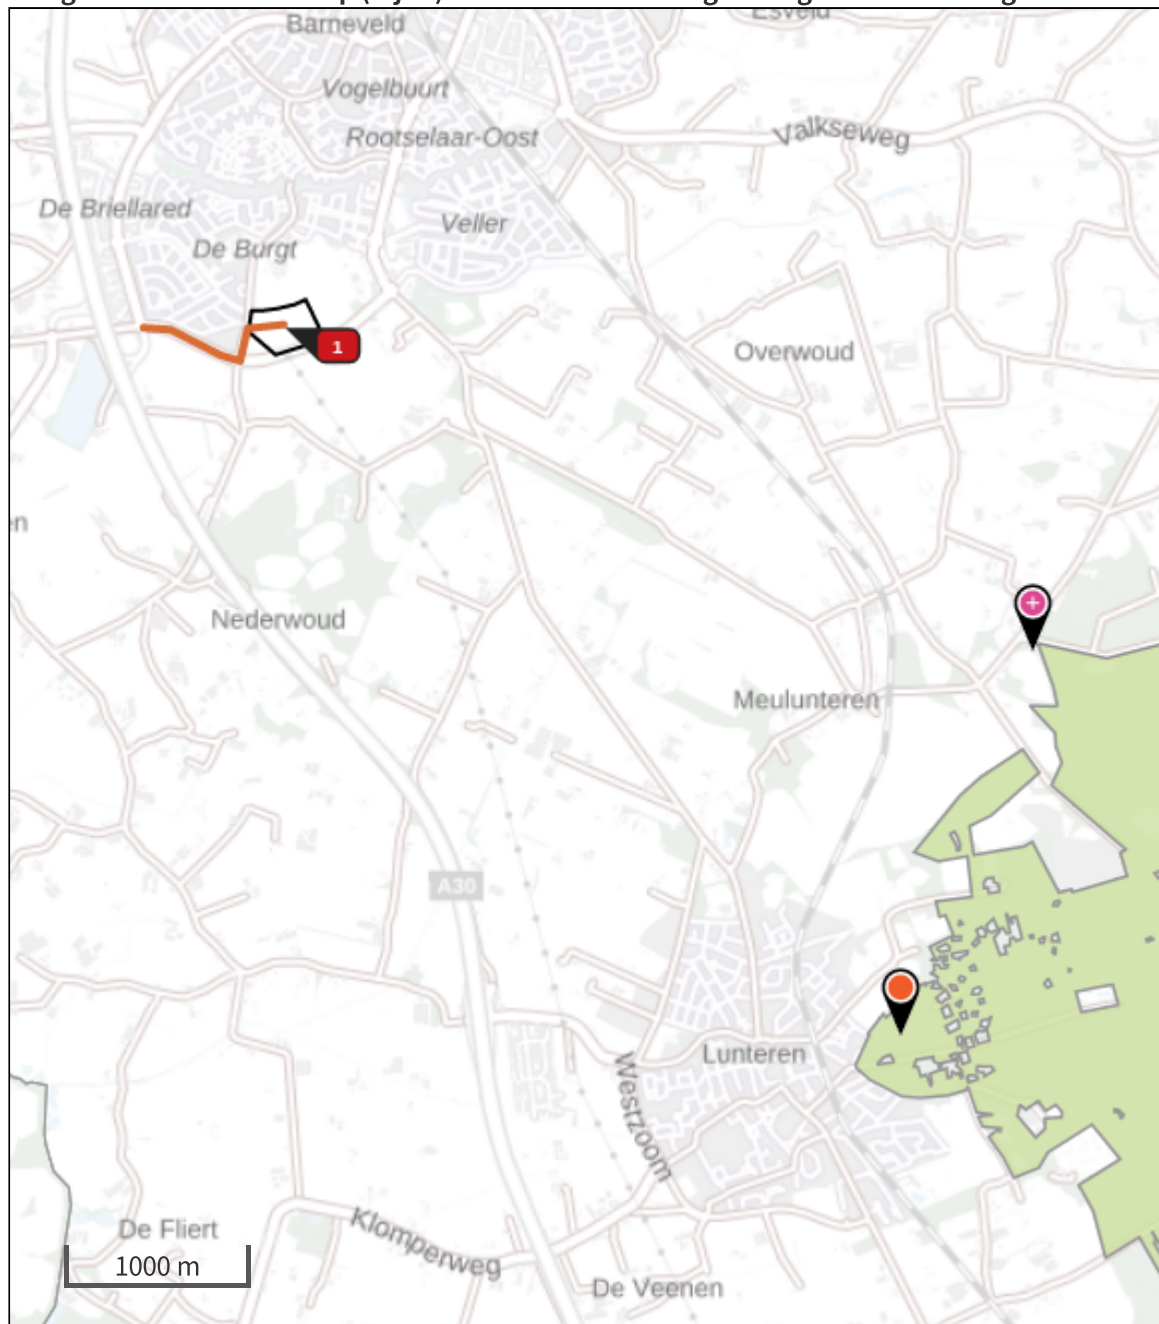 Barneveld
Vogelbuurt
Valkseweg
Rootselaar-Oost
De Briellared
Veller
De Burgt
1
Overwoud
en
+
Nederwoud
Meulunteren
A30
Lunteren
Westzoom
De Fliert
Klomperweg
1000 m
De Veenen